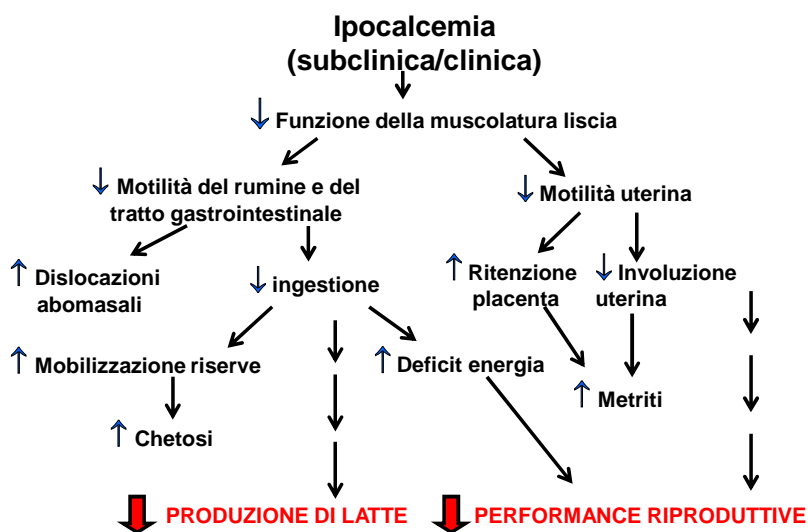 Ipocalcemia
(subclinica/clinica)
Funzione della muscolatura liscia
Motilità del rumine e del
tratto gastrointestinale
Motilità uterina
Dislocazioni
abomasali
ingestione
Ritenzione
placenta
Involuzione
uterina
Mobilizzazione riserve
Deficit energia
Metriti
Chetosi
PRODUZIONE DI LATTE
PERFORMANCE RIPRODUTTIVE